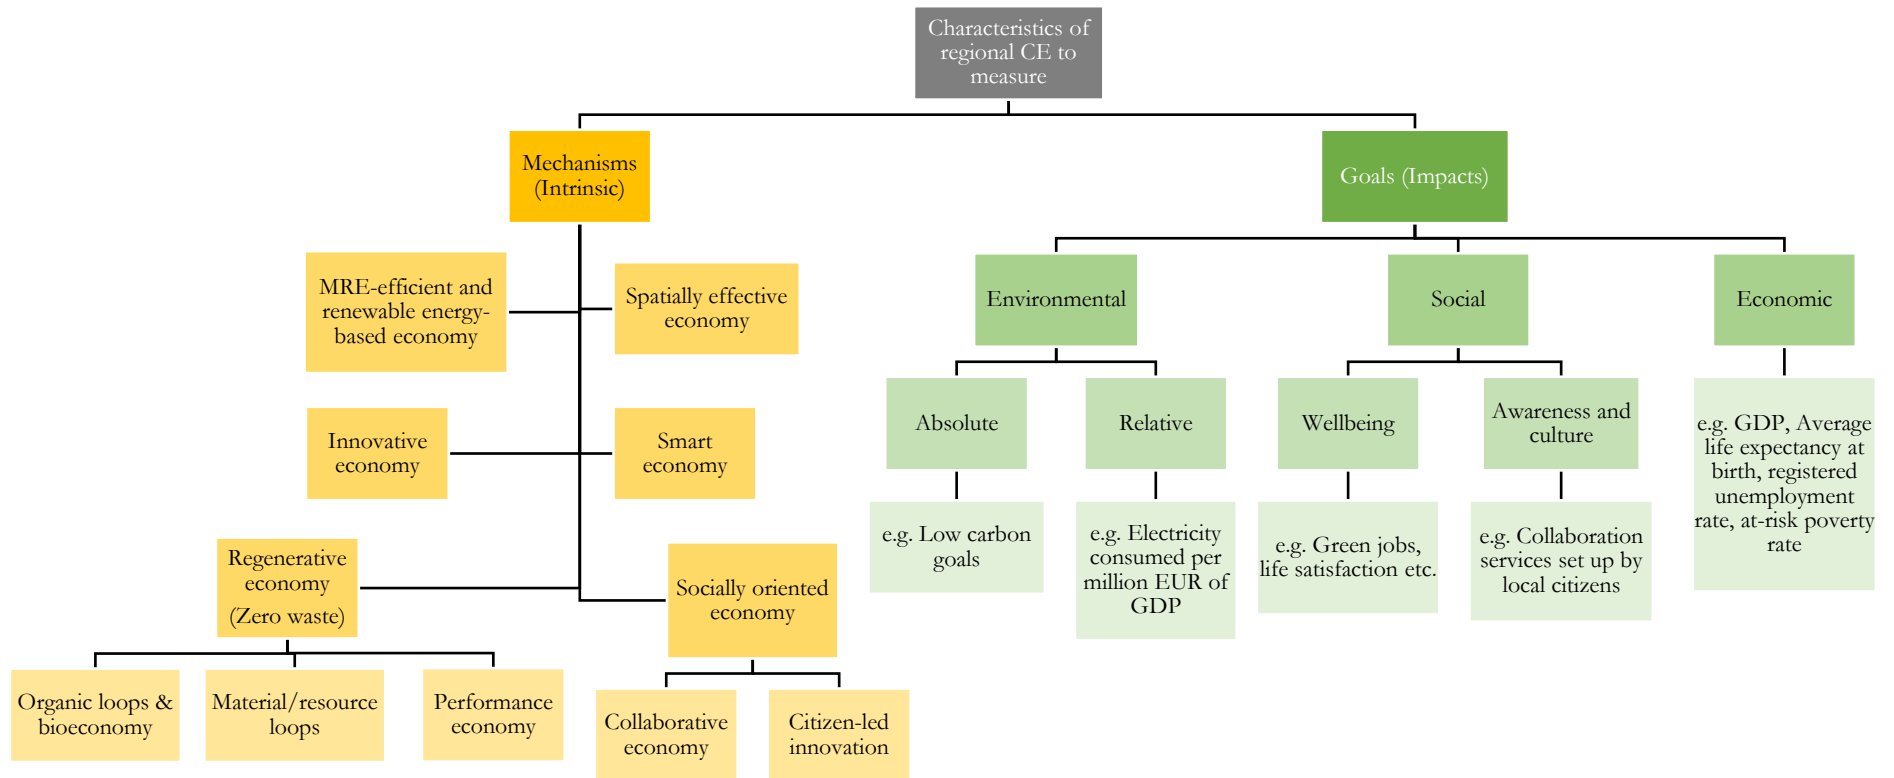 Characteristics of
regional CE to
measure
Mechanisms
(Intrinsic)
Goals (Impacts)
MRE-efficient and
renewable energy-
based economy
Spatially effective
economy
Environmental
Social
Economic
Innovative
economy
Smart
economy
Absolute
Relative
Wellbeing
Awareness and
culture
e.g. GDP, Average
life expectancy at
birth, registered
unemployment
rate, at-risk poverty
rate
e.g. Low carbon
goals
e.g. Electricity
consumed per
million EUR of
GDP
e.g. Green jobs,
life satisfaction etc.
e.g. Collaboration
services set up by
local citizens
Regenerative
economy
(Zero waste)
Socially oriented
economy
Organic loops &
bioeconomy
Material/resource
loops
Performance
economy
Collaborative
economy
Citizen-led
innovation